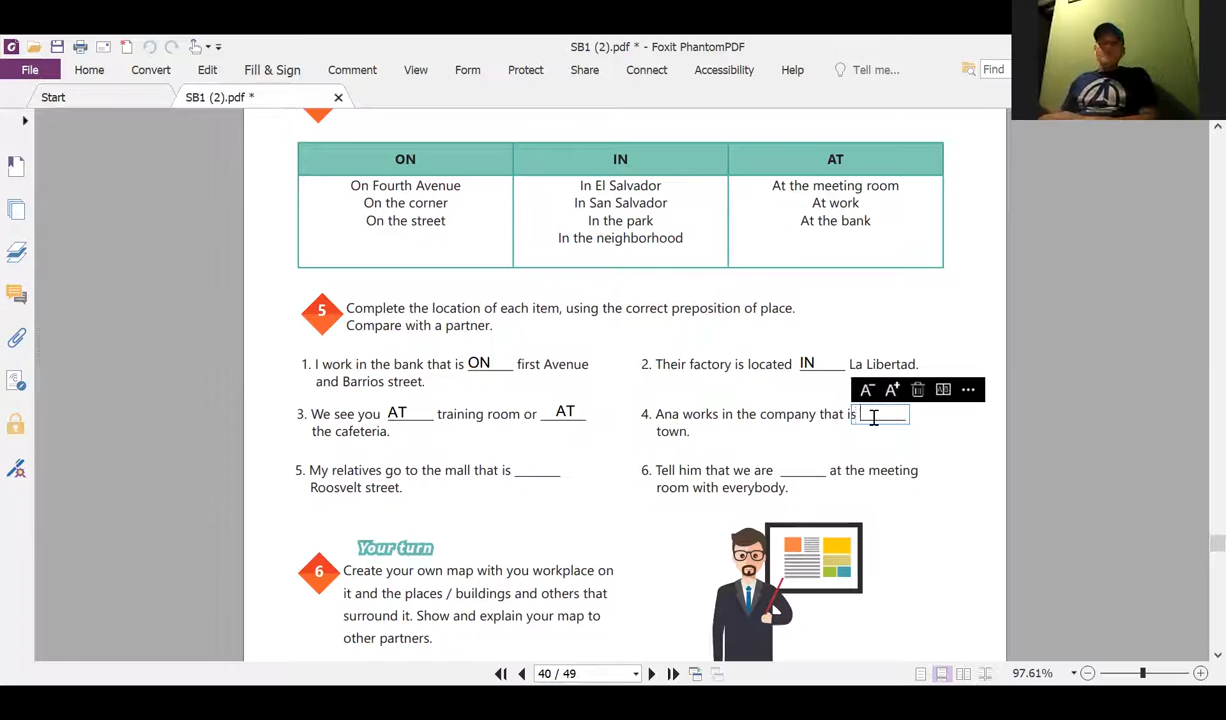 SB1 (2).pdf * - Foxit PhantomPDF
File Home Convert Edit Fill & Sign Comment View Form Protect Share Connect Accessibility Help Tell me... Find
Start SB1 (2).pdf *
ON IN AT
On Fourth Avenue In El Salvador At the meeting room
On the corner In San Salvador At work
On the street In the park At the bank
In the neighborhood
5 Complete the location of each item, using the correct preposition of place.
Compare with a partner.
1. I work in the bank that is ON first Avenue
and Barrios street.
2. Their factory is located IN La Libertad.
3. We see you AT training room or AT
the cafeteria.
4. Ana works in the company that is ______
town.
5. My relatives go to the mall that is ______
Roosvelt street.
6. Tell him that we are ______ at the meeting
room with everybody.
Your turn
6 Create your own map with you workplace on
it and the places / buildings and others that
surround it. Show and explain your map to
other partners.
40 / 49 97.61%